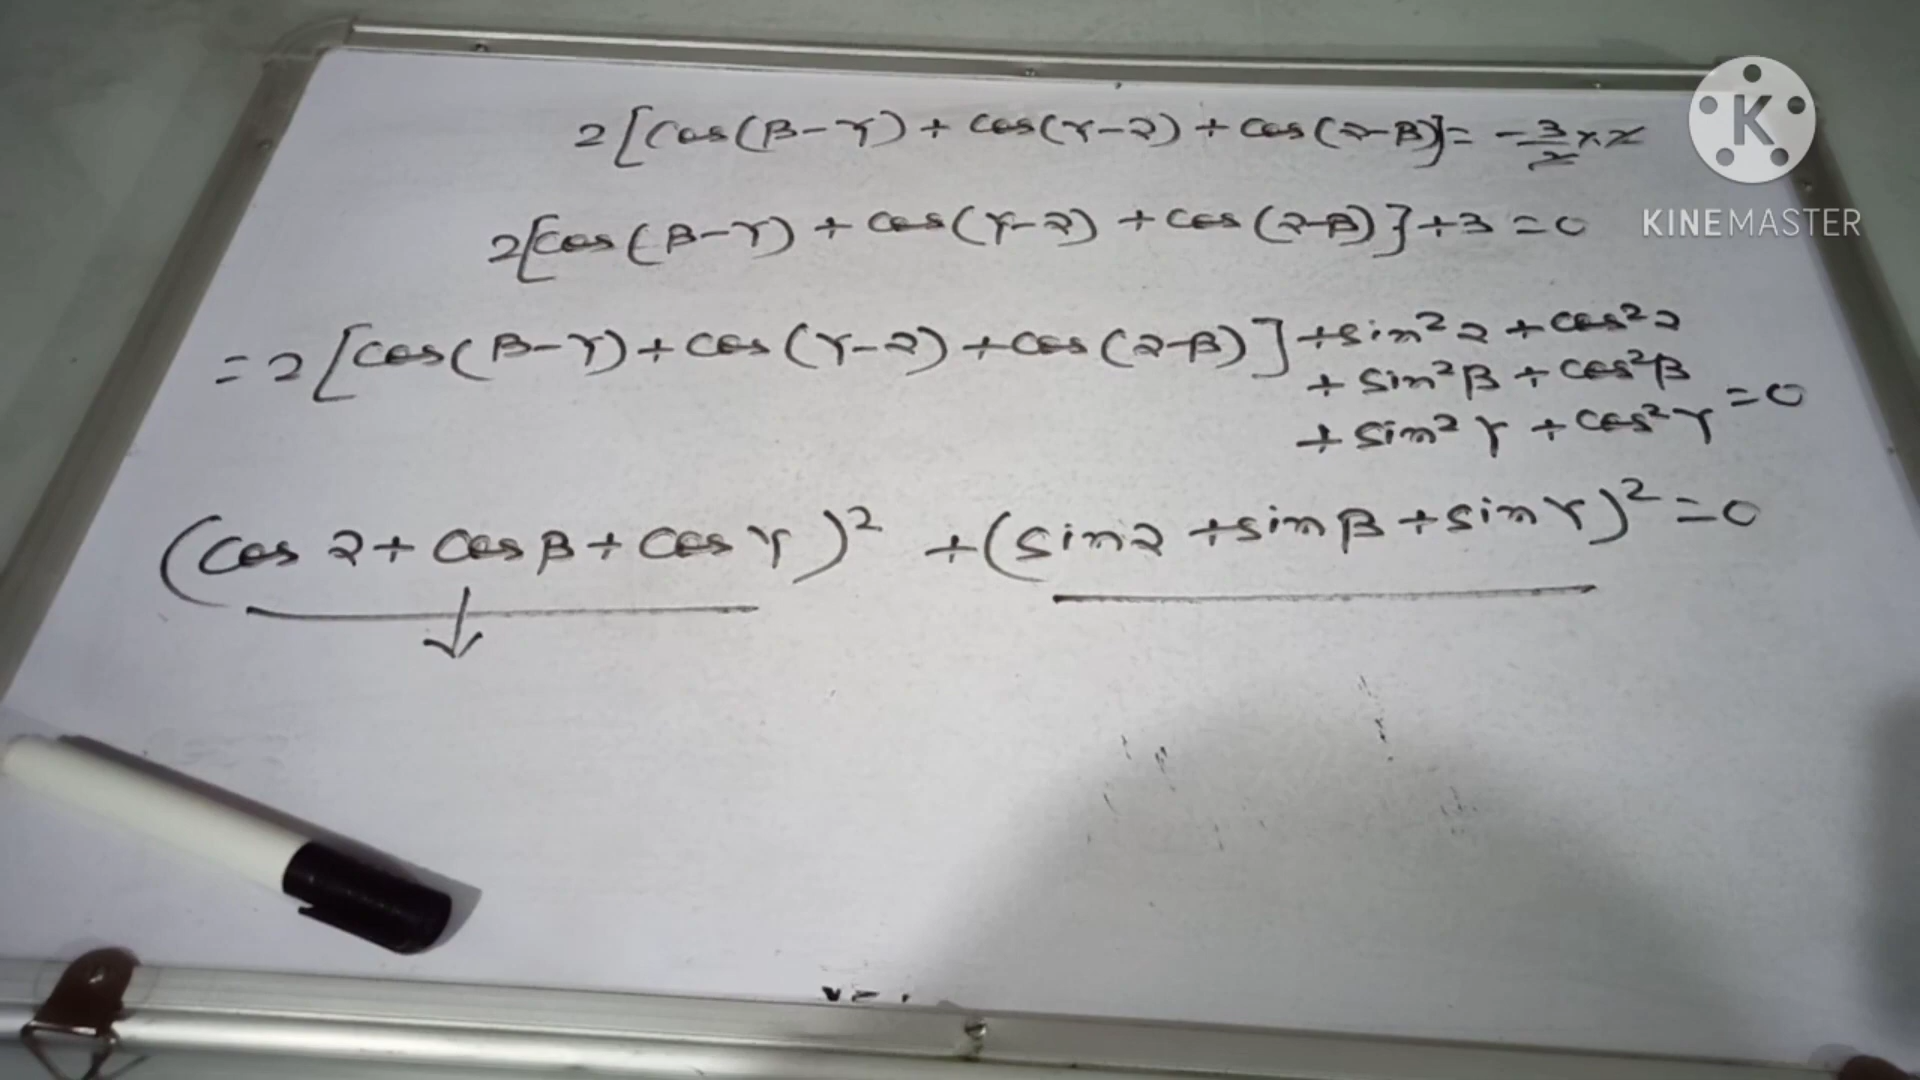 2[cos(β-γ) + cos(γ-α) + cos(α-β)] = -3/2 × 2
2[cos(β-γ) + cos(γ-α) + cos(α-β)] + 3 = 0
= 2[cos(β-γ) + cos(γ-α) + cos(α-β)] + sin²α + cos²α
+ sin²β + cos²β
+ sin²γ + cos²γ = 0
(cos α + cos β + cos γ)² + (sin α + sin β + sin γ)² = 0
K
KINEMASTER